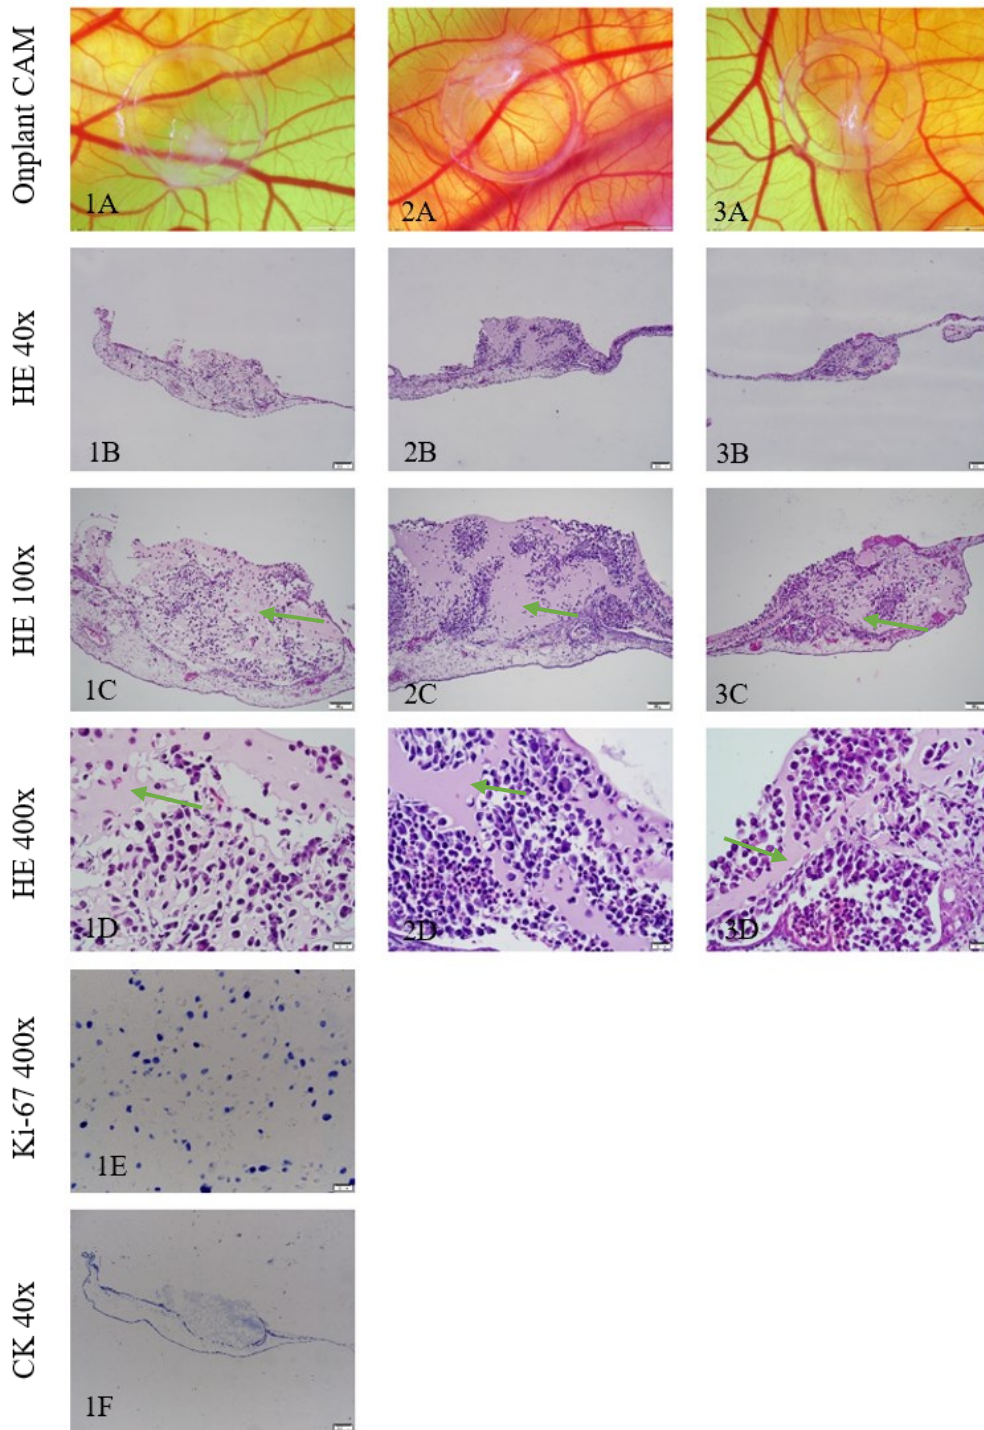 Onplant CAM
1A
2A
3A
HE 40x
1B
2B
3B
HE 100x
1C
2C
3C
HE 400x
1D
2D
3D
Ki-67 400x
1E
CK 40x
1F